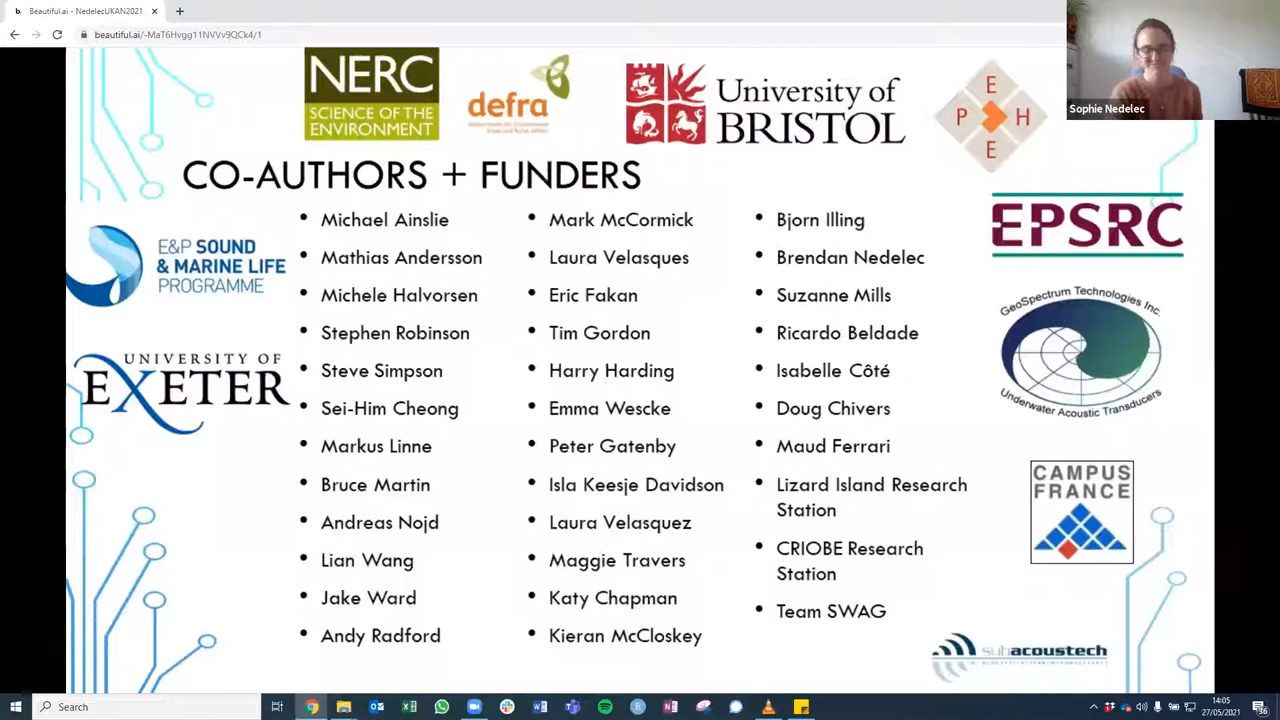 Beautiful.ai - NedelecUKAN2021
beautiful.ai/-MaT6Hvgg11NVVv9QCk4/1
Sophie Nedelec
NERC
SCIENCE OF THE
ENVIRONMENT
defra
University of
BRISTOL
E
P H
E
CO-AUTHORS + FUNDERS
E&P SOUND
& MARINE LIFE
PROGRAMME
UNIVERSITY OF
EXETER
• Michael Ainslie
• Mathias Andersson
• Michele Halvorsen
• Stephen Robinson
• Steve Simpson
• Sei-Him Cheong
• Markus Linne
• Bruce Martin
• Andreas Nojd
• Lian Wang
• Jake Ward
• Andy Radford
• Mark McCormick
• Laura Velasques
• Eric Fakan
• Tim Gordon
• Harry Harding
• Emma Wescke
• Peter Gatenby
• Isla Keesje Davidson
• Laura Velasquez
• Maggie Travers
• Katy Chapman
• Kieran McCloskey
• Bjorn Illing
• Brendan Nedelec
• Suzanne Mills
• Ricardo Beldade
• Isabelle Côté
• Doug Chivers
• Maud Ferrari
• Lizard Island Research
Station
• CRIOBE Research
Station
• Team SWAG
EPSRC
GeoSpectrum Technologies Inc.
Underwater Acoustic Transducers
CAMPUS
FRANCE
subacoustech
Search
14:05
27/05/2021
36